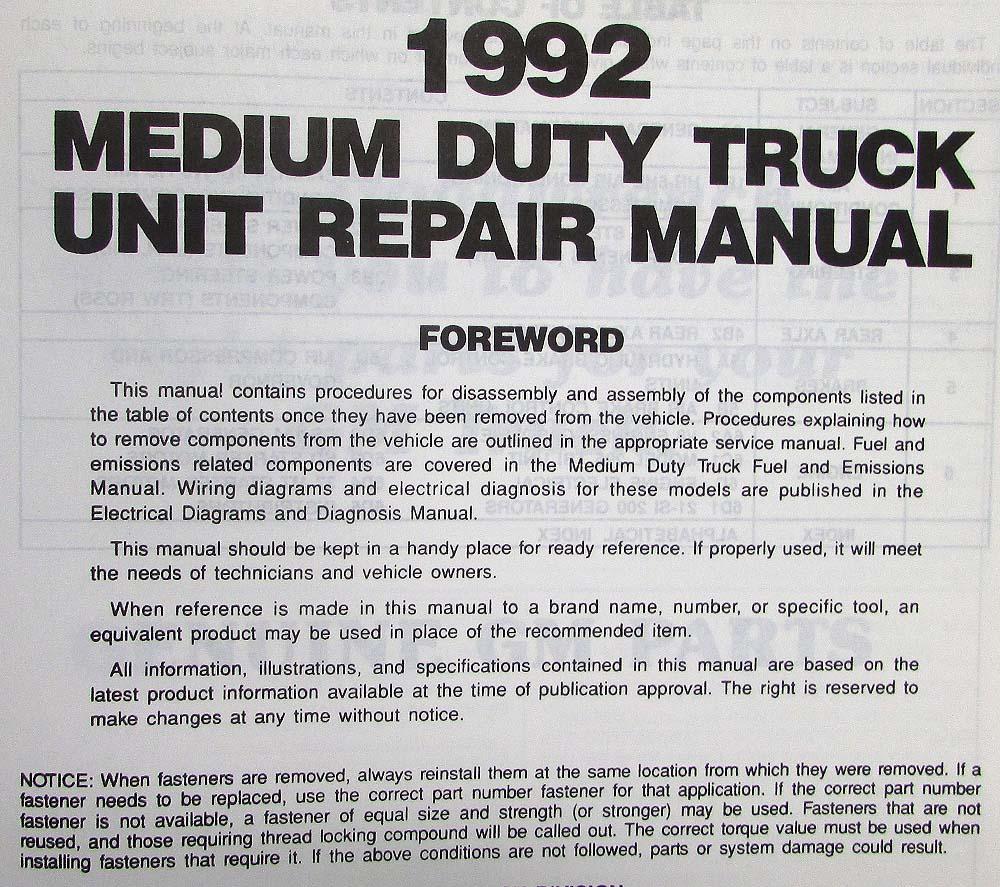 1992
MEDIUM DUTY TRUCK
UNIT REPAIR MANUAL
FOREWORD
This manual contains procedures for disassembly and assembly of the components listed in
the table of contents once they have been removed from the vehicle. Procedures explaining how
to remove components from the vehicle are outlined in the appropriate service manual. Fuel and
emissions related components are covered in the Medium Duty Truck Fuel and Emissions
Manual. Wiring diagrams and electrical diagnosis for these models are published in the
Electrical Diagrams and Diagnosis Manual.
This manual should be kept in a handy place for ready reference. If properly used, it will meet
the needs of technicians and vehicle owners.
When reference is made in this manual to a brand name, number, or specific tool, an
equivalent product may be used in place of the recommended item.
All information, illustrations, and specifications contained in this manual are based on the
latest product information available at the time of publication approval. The right is reserved to
make changes at any time without notice.
NOTICE: When fasteners are removed, always reinstall them at the same location from which they were removed. If a
fastener needs to be replaced, use the correct part number fastener for that application. If the correct part number
fastener is not available, a fastener of equal size and strength (or stronger) may be used. Fasteners that are not
reused, and those requiring thread locking compound will be called out. The correct torque value must be used when
installing fasteners that require it. If the above conditions are not followed, parts or system damage could result.